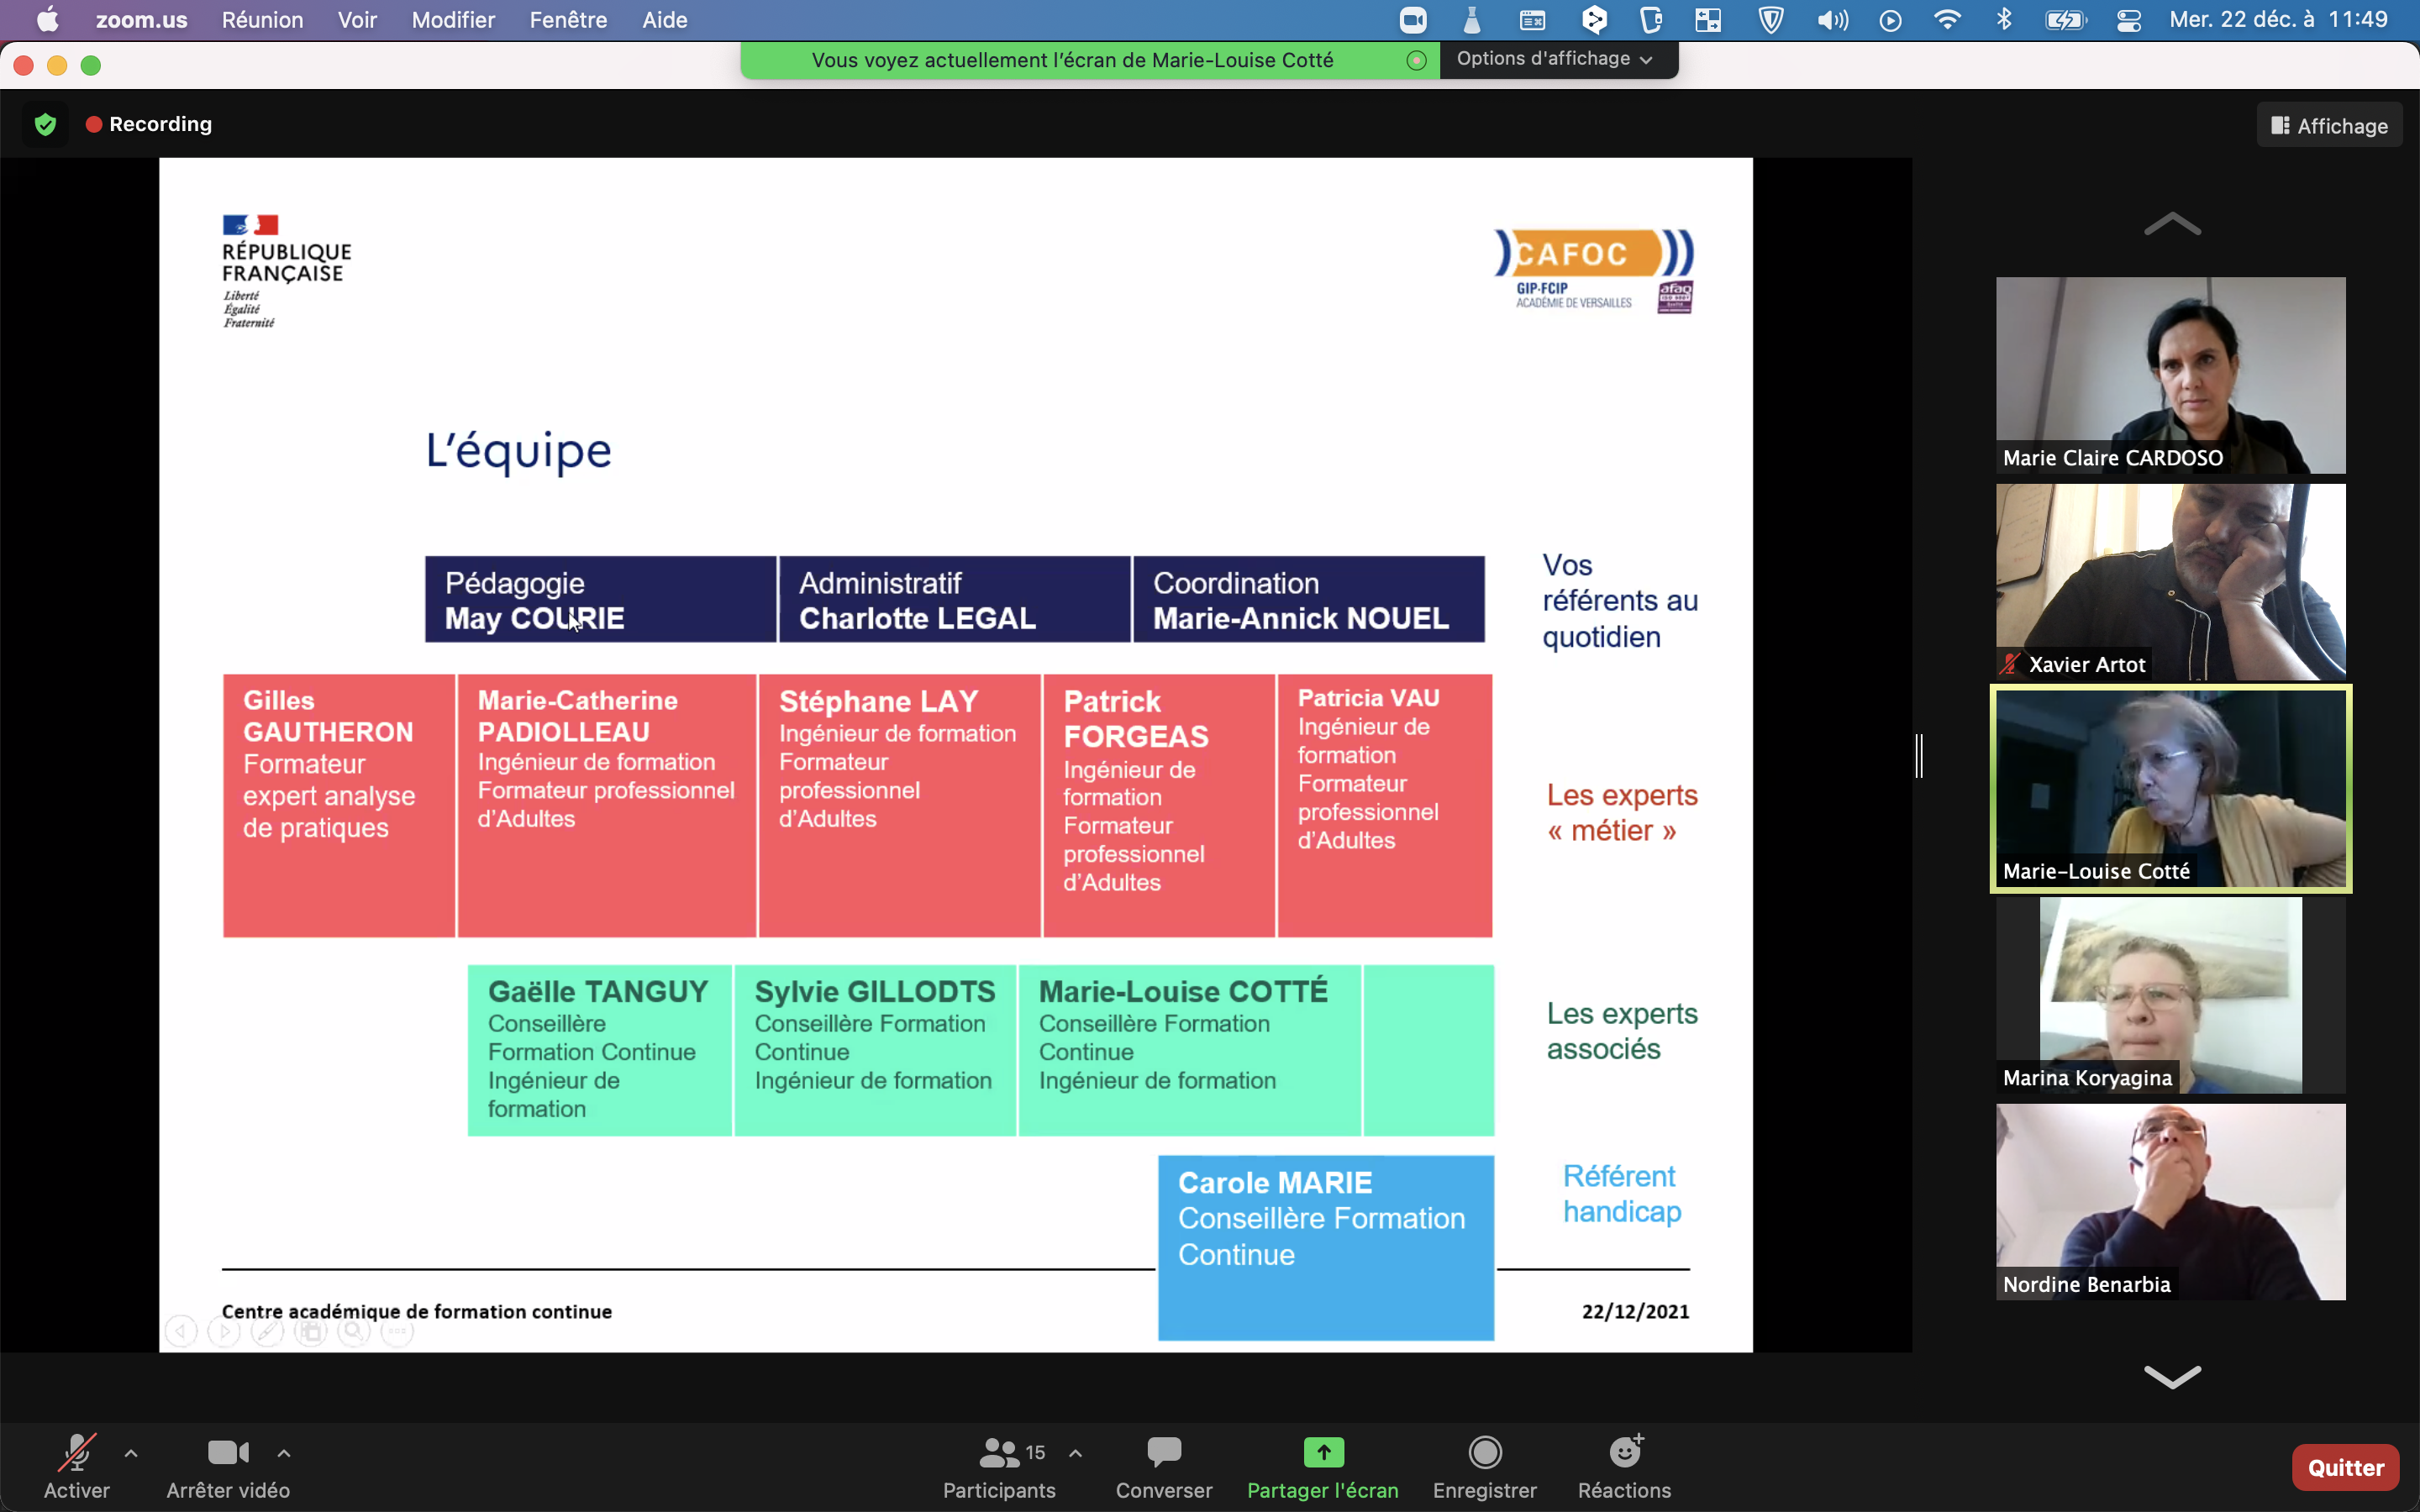 zoom.us Réunion Voir Modifier Fenêtre Aide
Mer. 22 déc. à 11:49
Vous voyez actuellement l'écran de Marie-Louise Cotté
Options d'affichage
Recording
Affichage
RÉPUBLIQUE
FRANÇAISE
Liberté
Égalité
Fraternité
CAFOC
GIP-FCIP
ACADÉMIE DE VERSAILLES
afaq
L'équipe
Pédagogie
May COURIE
Administratif
Charlotte LEGAL
Coordination
Marie-Annick NOUEL
Vos
référents au
quotidien
Gilles
GAUTHERON
Formateur
expert analyse
de pratiques
Marie-Catherine
PADIOLLEAU
Ingénieur de formation
Formateur professionnel
d'Adultes
Stéphane LAY
Ingénieur de formation
Formateur
professionnel
d'Adultes
Patrick
FORGEAS
Ingénieur de
formation
Formateur
professionnel
d'Adultes
Patricia VAU
Ingénieur de
formation
Formateur
professionnel
d'Adultes
Les experts
« métier »
Gaëlle TANGUY
Conseillère
Formation Continue
Ingénieur de
formation
Sylvie GILLODTS
Conseillère Formation
Continue
Ingénieur de formation
Marie-Louise COTTÉ
Conseillère Formation
Continue
Ingénieur de formation
Les experts
associés
Carole MARIE
Conseillère Formation
Continue
Référent
handicap
Centre académique de formation continue
22/12/2021
Marie Claire CARDOSO
Xavier Artot
Marie-Louise Cotté
Marina Koryagina
Nordine Benarbia
Activer
Arrêter vidéo
15
Participants
Converser
Partager l'écran
Enregistrer
Réactions
Quitter